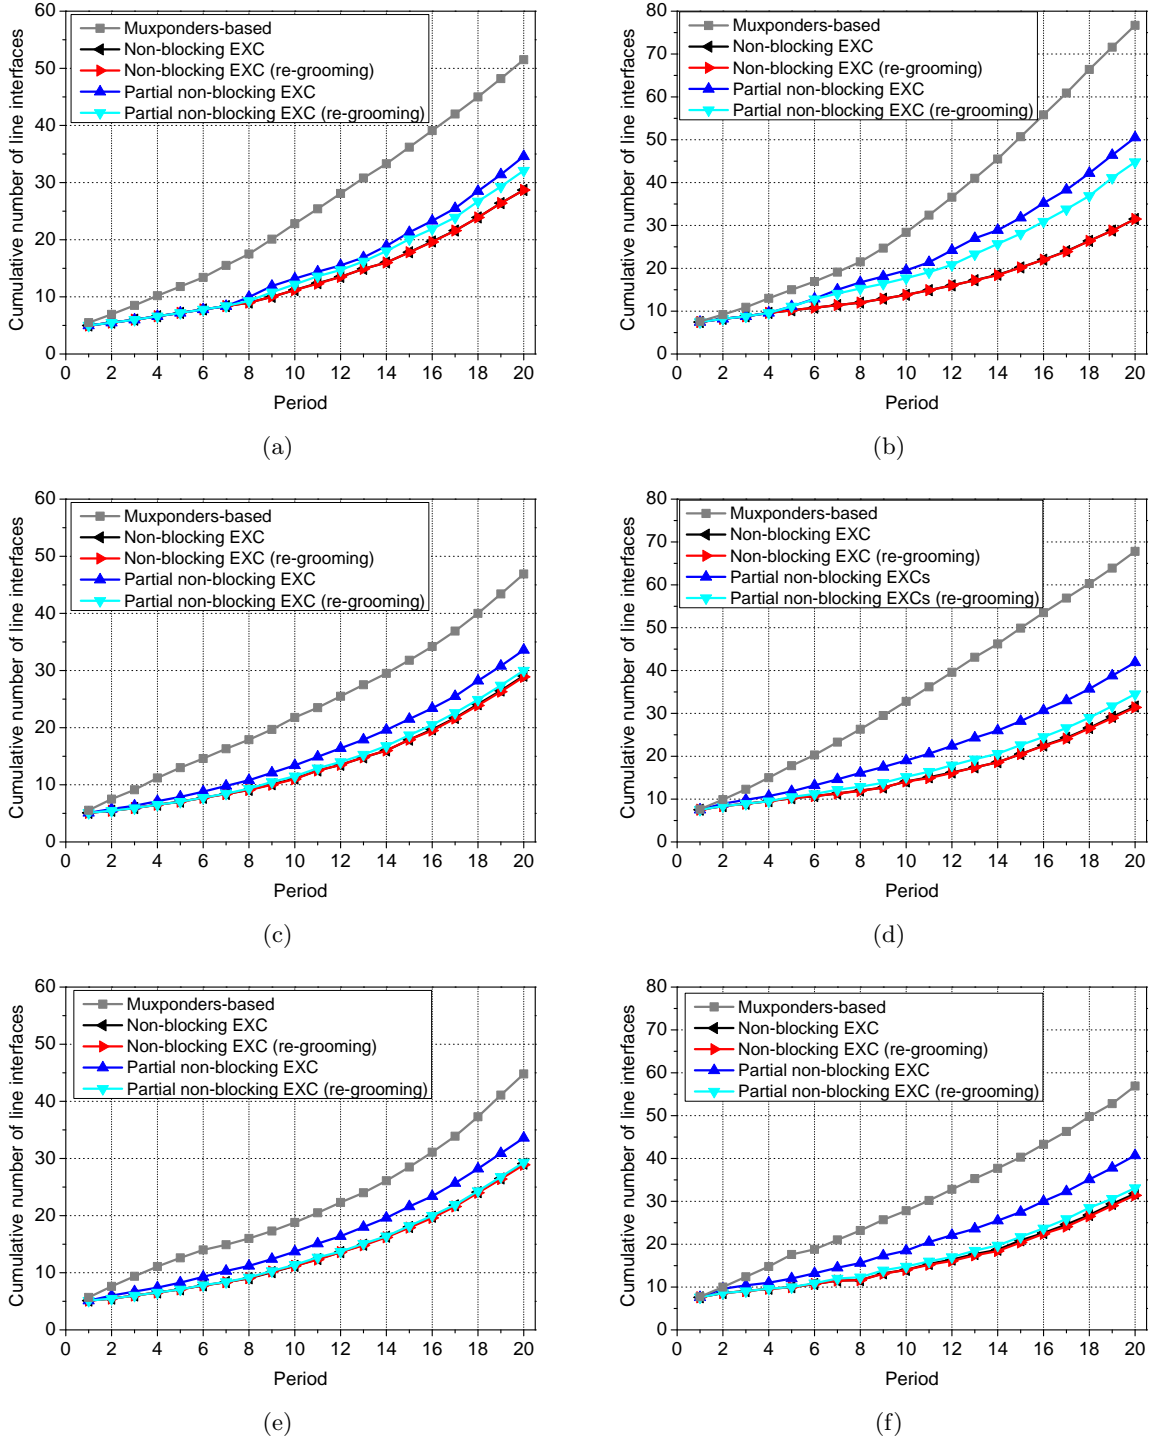 Cumulative number of line interfaces
60
50
40
30
20
10
0
Muxponders-based
Non-blocking EXC
Non-blocking EXC (re-grooming)
Partial non-blocking EXC
Partial non-blocking EXC (re-grooming)
0 2 4 6 8 10 12 14 16 18 20
Period
(a)
Cumulative number of line interfaces
80
70
60
50
40
30
20
10
0
Muxponders-based
Non-blocking EXC
Non-blocking EXC (re-grooming)
Partial non-blocking EXC
Partial non-blocking EXC (re-grooming)
0 2 4 6 8 10 12 14 16 18 20
Period
(b)
Cumulative number of line interfaces
60
50
40
30
20
10
0
Muxponders-based
Non-blocking EXC
Non-blocking EXC (re-grooming)
Partial non-blocking EXC
Partial non-blocking EXC (re-grooming)
0 2 4 6 8 10 12 14 16 18 20
Period
(c)
Cumulative number of line interfaces
80
70
60
50
40
30
20
10
0
Muxponders-based
Non-blocking EXC
Non-blocking EXC (re-grooming)
Partial non-blocking EXCs
Partial non-blocking EXCs (re-grooming)
0 2 4 6 8 10 12 14 16 18 20
Period
(d)
Cumulative number of line interfaces
60
50
40
30
20
10
0
Muxponders-based
Non-blocking EXC
Non-blocking EXC (re-grooming)
Partial non-blocking EXC
Partial non-blocking EXC (re-grooming)
0 2 4 6 8 10 12 14 16 18 20
Period
(e)
Cumulative number of line interfaces
80
70
60
50
40
30
20
10
0
Muxponders-based
Non-blocking EXC
Non-blocking EXC (re-grooming)
Partial non-blocking EXC
Partial non-blocking EXC (re-grooming)
0 2 4 6 8 10 12 14 16 18 20
Period
(f)